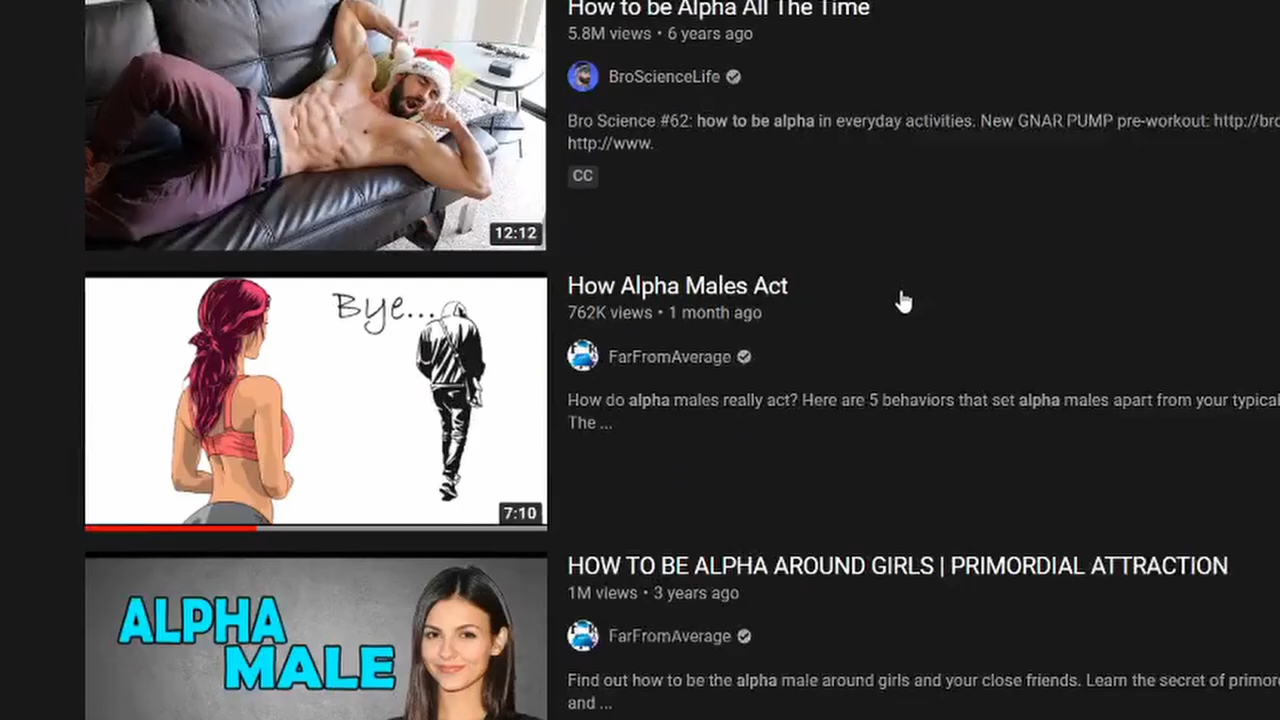 How to be Alpha All The Time
5.8M views • 6 years ago
BroScienceLife
Bro Science #62: how to be alpha in everyday activities. New GNAR PUMP pre-workout: http://bro
http://www.
CC
12:12
Bye...
How Alpha Males Act
762K views • 1 month ago
FarFromAverage
How do alpha males really act? Here are 5 behaviors that set alpha males apart from your typical
The ...
7:10
HOW TO BE ALPHA AROUND GIRLS | PRIMORDIAL ATTRACTION
1M views • 3 years ago
FarFromAverage
Find out how to be the alpha male around girls and your close friends. Learn the secret of primor
and ...
ALPHA
MALE